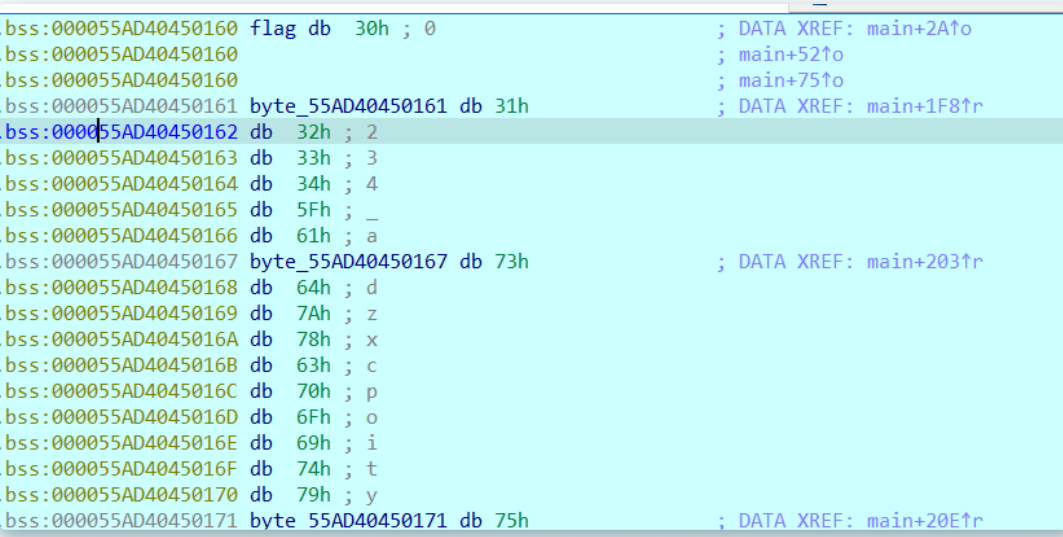 .bss:000055AD40450160 flag db 30h ; 0 ; DATA XREF: main+2A↑o
.bss:000055AD40450160 ; main+52↑o
.bss:000055AD40450160 ; main+75↑o
.bss:000055AD40450161 byte_55AD40450161 db 31h ; DATA XREF: main+1F8↑r
.bss:000055AD40450162 db 32h ; 2
.bss:000055AD40450163 db 33h ; 3
.bss:000055AD40450164 db 34h ; 4
.bss:000055AD40450165 db 5Fh ; _
.bss:000055AD40450166 db 61h ; a
.bss:000055AD40450167 byte_55AD40450167 db 73h ; DATA XREF: main+203↑r
.bss:000055AD40450168 db 64h ; d
.bss:000055AD40450169 db 7Ah ; z
.bss:000055AD4045016A db 78h ; x
.bss:000055AD4045016B db 63h ; c
.bss:000055AD4045016C db 70h ; p
.bss:000055AD4045016D db 6Fh ; o
.bss:000055AD4045016E db 69h ; i
.bss:000055AD4045016F db 74h ; t
.bss:000055AD40450170 db 79h ; y
.bss:000055AD40450171 byte_55AD40450171 db 75h ; DATA XREF: main+20E↑r